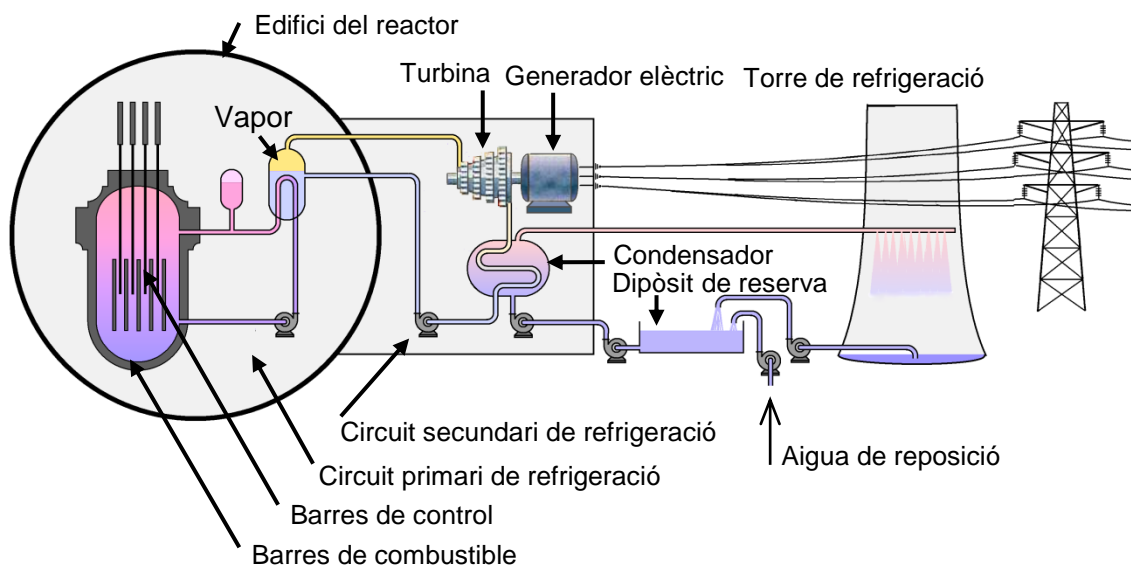 Edifici del reactor
Turbina
Generador elèctric
Torre de refrigeració
Vapor
Condensador
Dipòsit de reserva
Circuit secundari de refrigeració
Aigua de reposició
Circuit primari de refrigeració
Barres de control
Barres de combustible